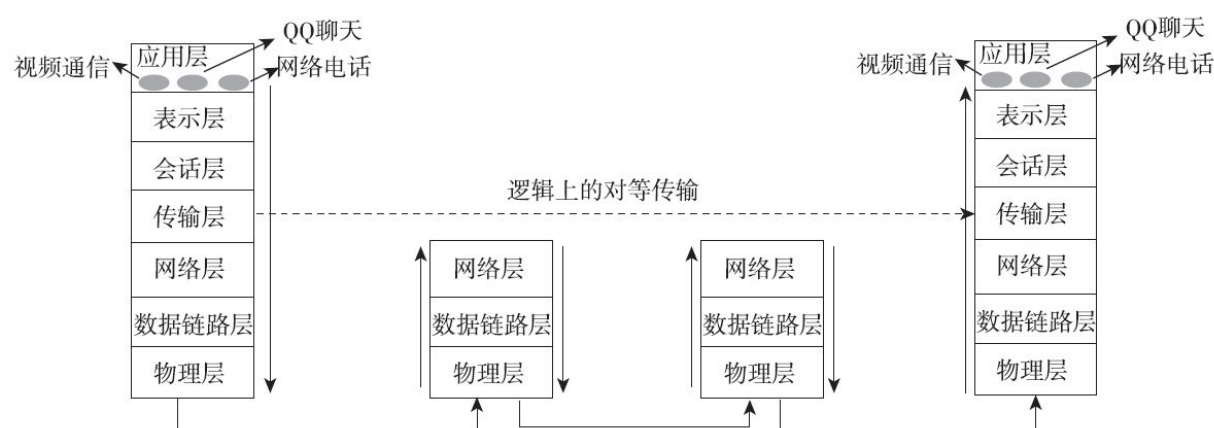 QQ聊天
应用层
视频通信
网络电话
表示层
会话层
传输层
网络层
数据链路层
物理层
逻辑上的对等传输
网络层
数据链路层
物理层
网络层
数据链路层
物理层
QQ聊天
应用层
视频通信
网络电话
表示层
会话层
传输层
网络层
数据链路层
物理层